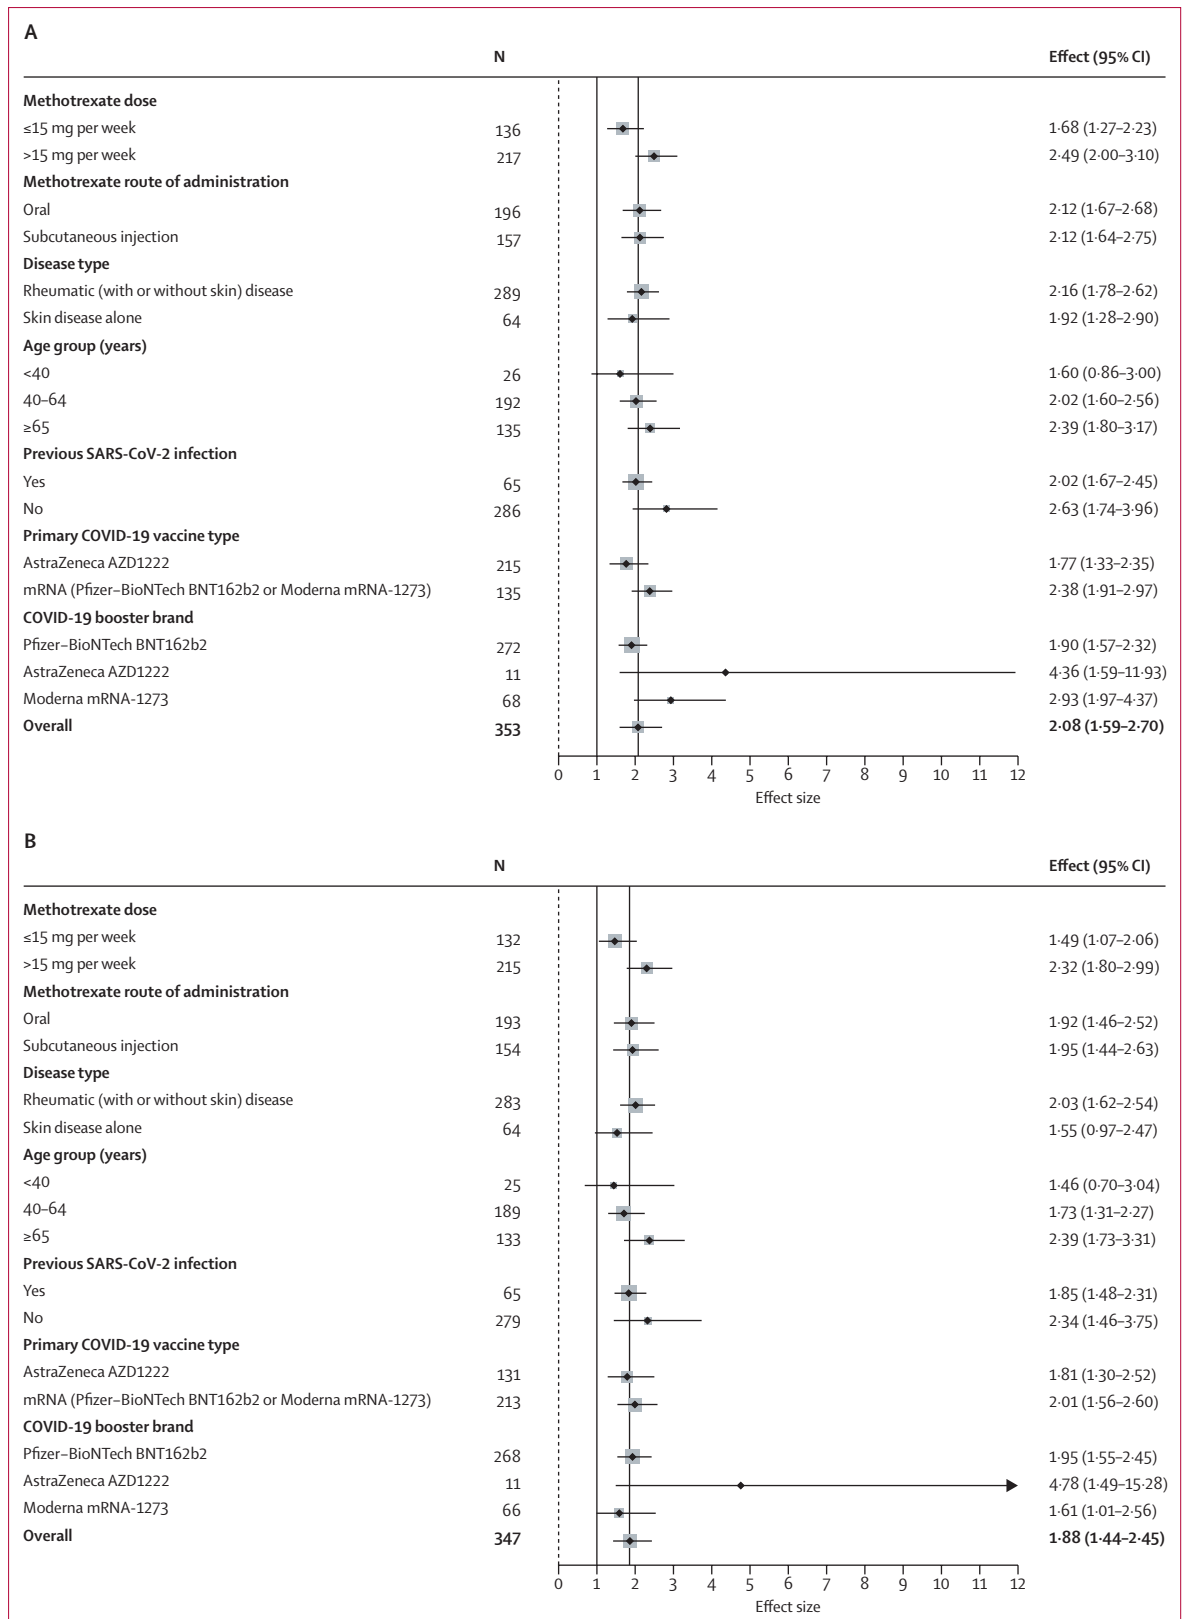 A
N Effect (95% CI)
Methotrexate dose
≤15 mg per week 136 1·68 (1·27–2·23)
>15 mg per week 217 2·49 (2·00–3·10)
Methotrexate route of administration
Oral 196 2·12 (1·67–2·68)
Subcutaneous injection 157 2·12 (1·64–2·75)
Disease type
Rheumatic (with or without skin) disease 289 2·16 (1·78–2·62)
Skin disease alone 64 1·92 (1·28–2·90)
Age group (years)
<40 26 1·60 (0·86–3·00)
40–64 192 2·02 (1·60–2·56)
≥65 135 2·39 (1·80–3·17)
Previous SARS-CoV-2 infection
Yes 65 2·02 (1·67–2·45)
No 286 2·63 (1·74–3·96)
Primary COVID-19 vaccine type
AstraZeneca AZD1222 215 1·77 (1·33–2·35)
mRNA (Pfizer–BioNTech BNT162b2 or Moderna mRNA-1273) 135 2·38 (1·91–2·97)
COVID-19 booster brand
Pfizer–BioNTech BNT162b2 272 1·90 (1·57–2·32)
AstraZeneca AZD1222 11 4·36 (1·59–11·93)
Moderna mRNA-1273 68 2·93 (1·97–4·37)
Overall 353 2·08 (1·59–2·70)
0 1 2 3 4 5 6 7 8 9 10 11 12
Effect size
B
N Effect (95% CI)
Methotrexate dose
≤15 mg per week 132 1·49 (1·07–2·06)
>15 mg per week 215 2·32 (1·80–2·99)
Methotrexate route of administration
Oral 193 1·92 (1·46–2·52)
Subcutaneous injection 154 1·95 (1·44–2·63)
Disease type
Rheumatic (with or without skin) disease 283 2·03 (1·62–2·54)
Skin disease alone 64 1·55 (0·97–2·47)
Age group (years)
<40 25 1·46 (0·70–3·04)
40–64 189 1·73 (1·31–2·27)
≥65 133 2·39 (1·73–3·31)
Previous SARS-CoV-2 infection
Yes 65 1·85 (1·48–2·31)
No 279 2·34 (1·46–3·75)
Primary COVID-19 vaccine type
AstraZeneca AZD1222 131 1·81 (1·30–2·52)
mRNA (Pfizer–BioNTech BNT162b2 or Moderna mRNA-1273) 213 2·01 (1·56–2·60)
COVID-19 booster brand
Pfizer–BioNTech BNT162b2 268 1·95 (1·55–2·45)
AstraZeneca AZD1222 11 4·78 (1·49–15·28)
Moderna mRNA-1273 66 1·61 (1·01–2·56)
Overall 347 1·88 (1·44–2·45)
0 1 2 3 4 5 6 7 8 9 10 11 12
Effect size